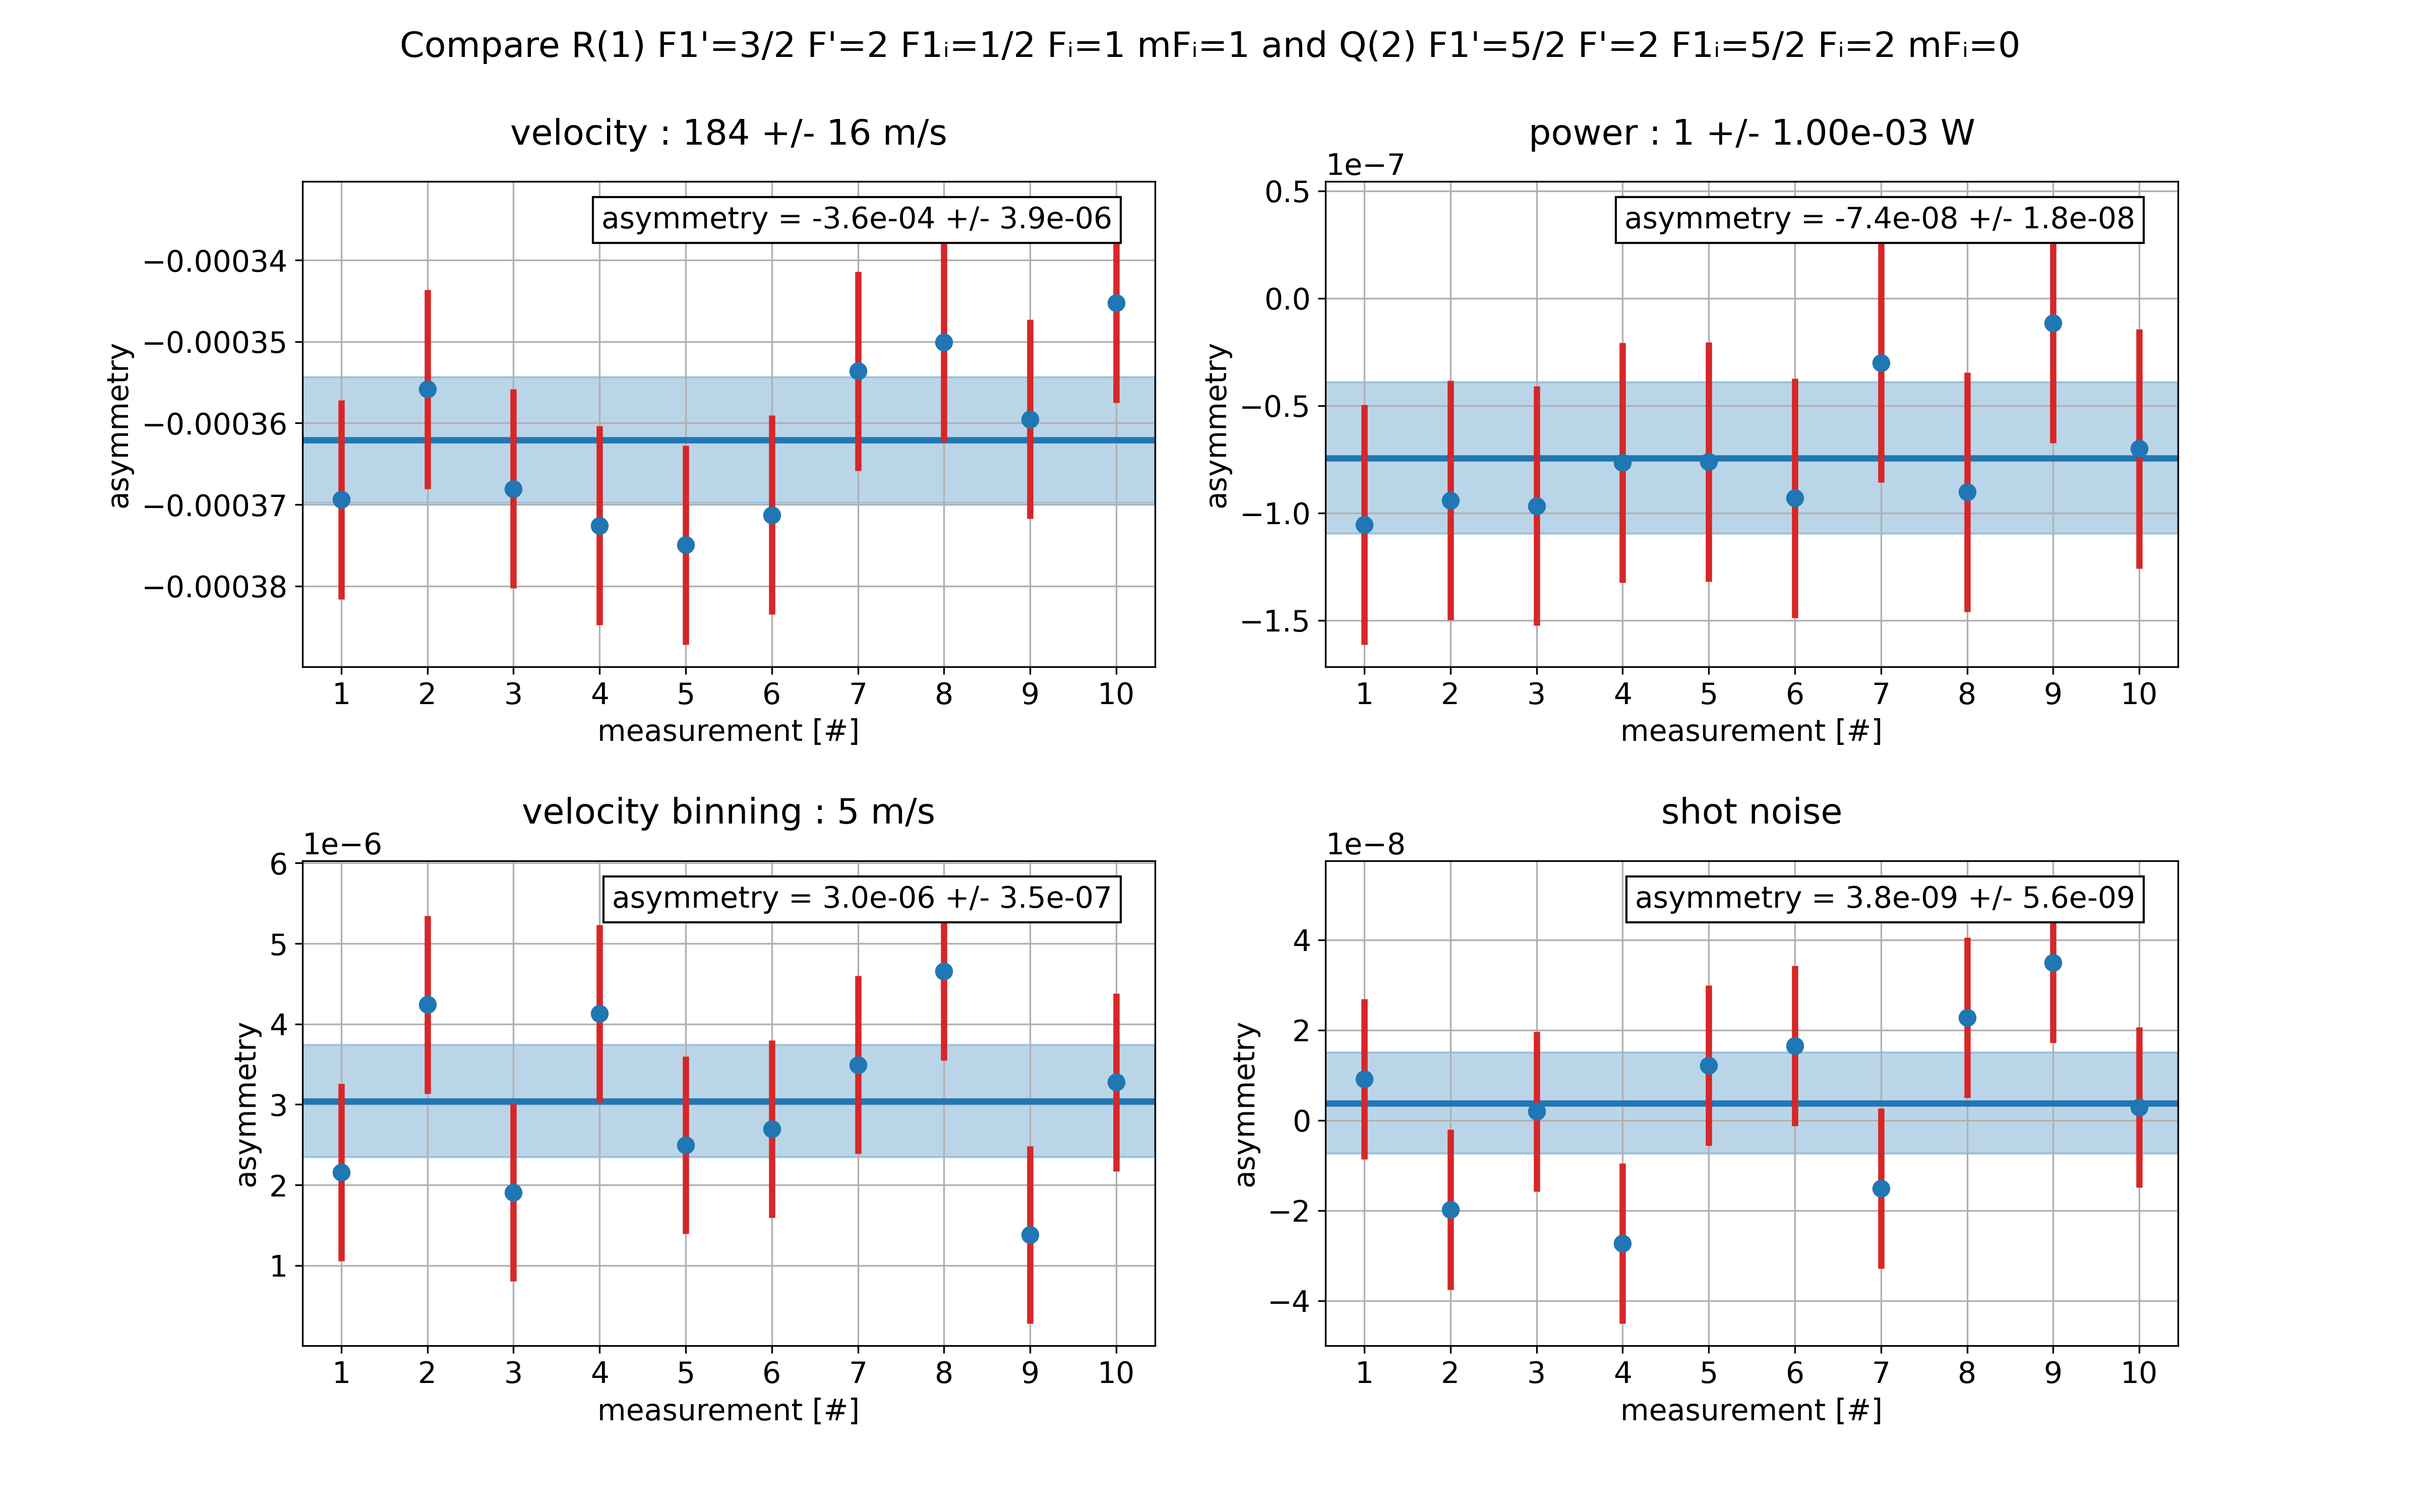 Compare R(1) F1'=3/2 F'=2 F1ᵢ=1/2 Fᵢ=1 mFᵢ=1 and Q(2) F1'=5/2 F'=2 F1ᵢ=5/2 Fᵢ=2 mFᵢ=0
velocity : 184 +/- 16 m/s
asymmetry = -3.6e-04 +/- 3.9e-06
−0.00034
−0.00035
−0.00036
−0.00037
−0.00038
asymmetry
1 2 3 4 5 6 7 8 9 10
measurement [#]
power : 1 +/- 1.00e-03 W
1e−7
asymmetry = -7.4e-08 +/- 1.8e-08
0.5
0.0
−0.5
−1.0
−1.5
asymmetry
1 2 3 4 5 6 7 8 9 10
measurement [#]
velocity binning : 5 m/s
1e−6
asymmetry = 3.0e-06 +/- 3.5e-07
6
5
4
3
2
1
asymmetry
1 2 3 4 5 6 7 8 9 10
measurement [#]
shot noise
1e−8
asymmetry = 3.8e-09 +/- 5.6e-09
4
2
0
−2
−4
asymmetry
1 2 3 4 5 6 7 8 9 10
measurement [#]